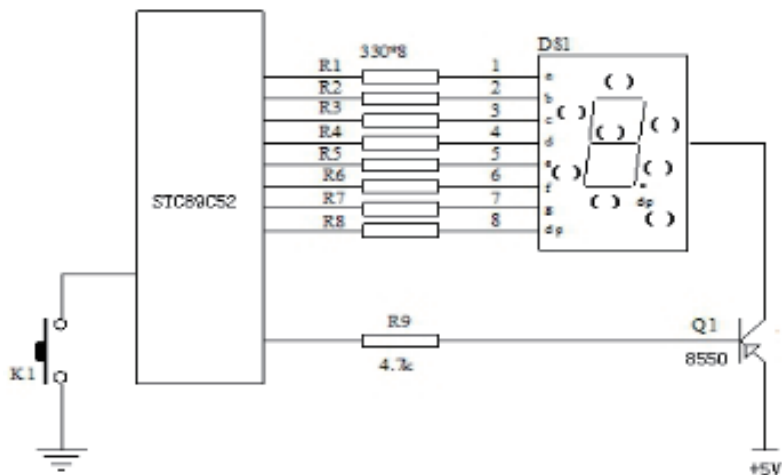 330*8
DS1
R1
1
a
( )
R2
2
b
R3
3
c
( )
( )
R4
4
d
( )
R5
5
e
( )
( )
R6
6
f
STC89C52
R7
7
g
( )
dp
R8
8
dp
( )
R9
Q1
4.7k
8550
K1
+5V